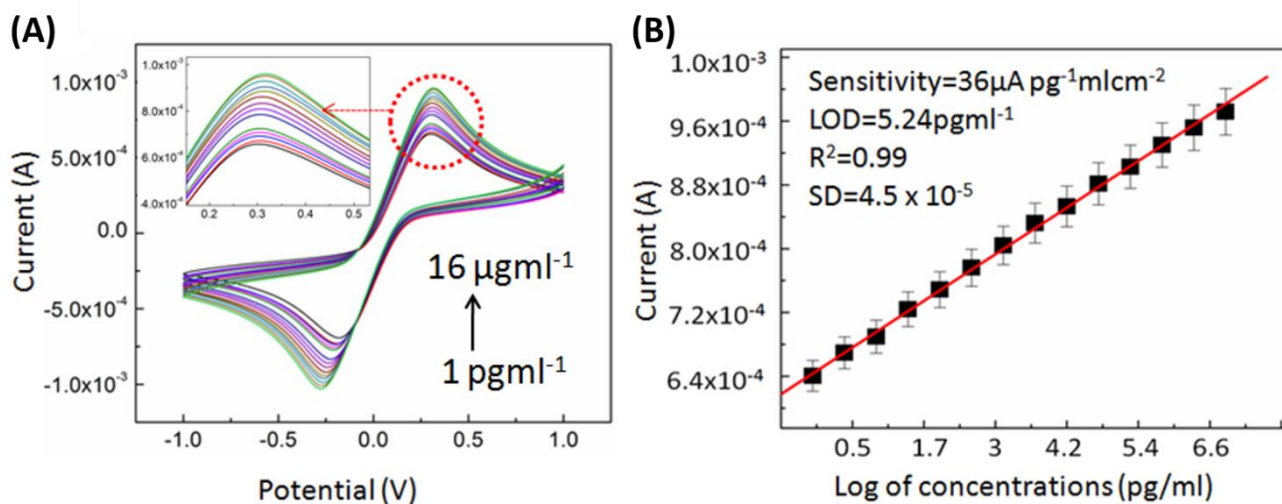 (A)
1.0x10⁻³
5.0x10⁻⁴
0.0
-5.0x10⁻⁴
-1.0x10⁻³
Current (A)
-1.0
-0.5
0.0
0.5
1.0
Potential (V)
1.0x10⁻³
8.0x10⁻⁴
6.0x10⁻⁴
4.0x10⁻⁴
0.2
0.3
0.4
0.5
16 µgml⁻¹
1 pgml⁻¹
(B)
Sensitivity=36µA pg⁻¹mlcm⁻²
LOD=5.24pgml⁻¹
R²=0.99
SD=4.5 x 10⁻⁵
1.0x10⁻³
9.6x10⁻⁴
8.8x10⁻⁴
8.0x10⁻⁴
7.2x10⁻⁴
6.4x10⁻⁴
Current (A)
0.5
1.7
3
4.2
5.4
6.6
Log of concentrations (pg/ml)